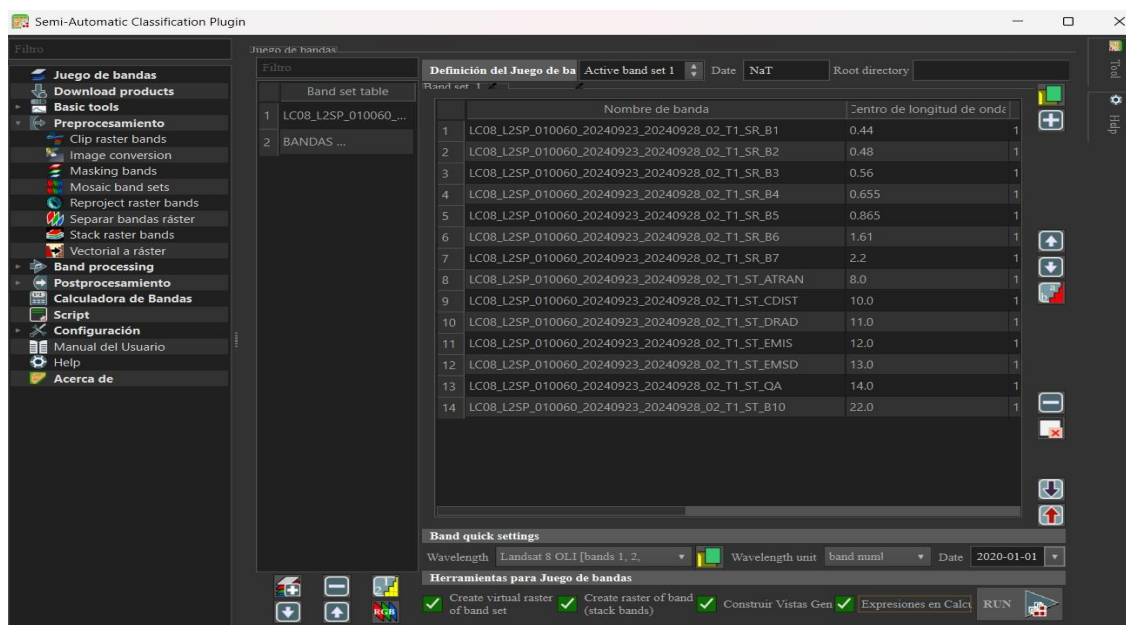 Semi-Automatic Classification Plugin
Filtro
Juego de bandas
Download products
Basic tools
Preprocesamiento
Clip raster bands
Image conversion
Masking bands
Mosaic band sets
Reproject raster bands
Separar bandas ráster
Stack raster bands
Vectorial a ráster
Band processing
Postprocesamiento
Calculadora de Bandas
Script
Configuración
Manual del Usuario
Help
Acerca de
Juego de bandas
Filtro
Band set table
1 LC08_L2SP_010060_...
2 BANDAS ...
Definición del Juego de ba Active band set 1 Date NaT Root directory
Band set 1
Nombre de banda Centro de longitud de onda
1 LC08_L2SP_010060_20240923_20240928_02_T1_SR_B1 0.44 1
2 LC08_L2SP_010060_20240923_20240928_02_T1_SR_B2 0.48 1
3 LC08_L2SP_010060_20240923_20240928_02_T1_SR_B3 0.56 1
4 LC08_L2SP_010060_20240923_20240928_02_T1_SR_B4 0.655 1
5 LC08_L2SP_010060_20240923_20240928_02_T1_SR_B5 0.865 1
6 LC08_L2SP_010060_20240923_20240928_02_T1_SR_B6 1.61 1
7 LC08_L2SP_010060_20240923_20240928_02_T1_SR_B7 2.2 1
8 LC08_L2SP_010060_20240923_20240928_02_T1_ST_ATRAN 8.0 1
9 LC08_L2SP_010060_20240923_20240928_02_T1_ST_CDIST 10.0 1
10 LC08_L2SP_010060_20240923_20240928_02_T1_ST_DRAD 11.0 1
11 LC08_L2SP_010060_20240923_20240928_02_T1_ST_EMIS 12.0 1
12 LC08_L2SP_010060_20240923_20240928_02_T1_ST_EMSD 13.0 1
13 LC08_L2SP_010060_20240923_20240928_02_T1_ST_QA 14.0 1
14 LC08_L2SP_010060_20240923_20240928_02_T1_ST_B10 22.0 1
Band quick settings
Wavelength Landsat 8 OLI [bands 1, 2, Wavelength unit band numl Date 2020-01-01
Herramientas para Juego de bandas
Create virtual raster of band set
Create raster of band (stack bands)
Construir Vistas Gen
Expresiones en Calcu
RUN
RGB
Tool
Help